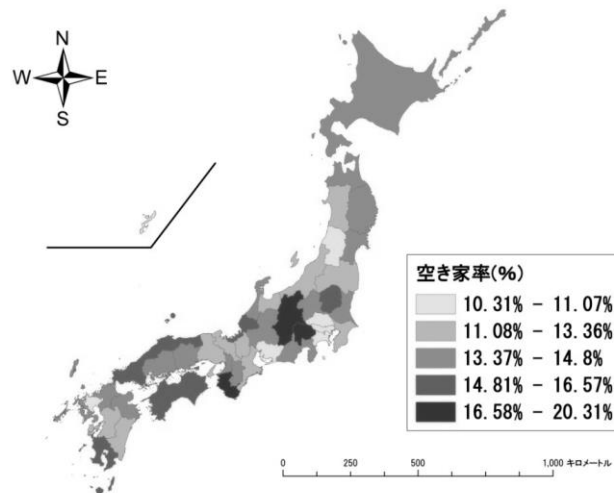 N
W E
S
空き家率(%)
10.31% - 11.07%
11.08% - 13.36%
13.37% - 14.8%
14.81% - 16.57%
16.58% - 20.31%
0 250 500 1,000 キロメートル